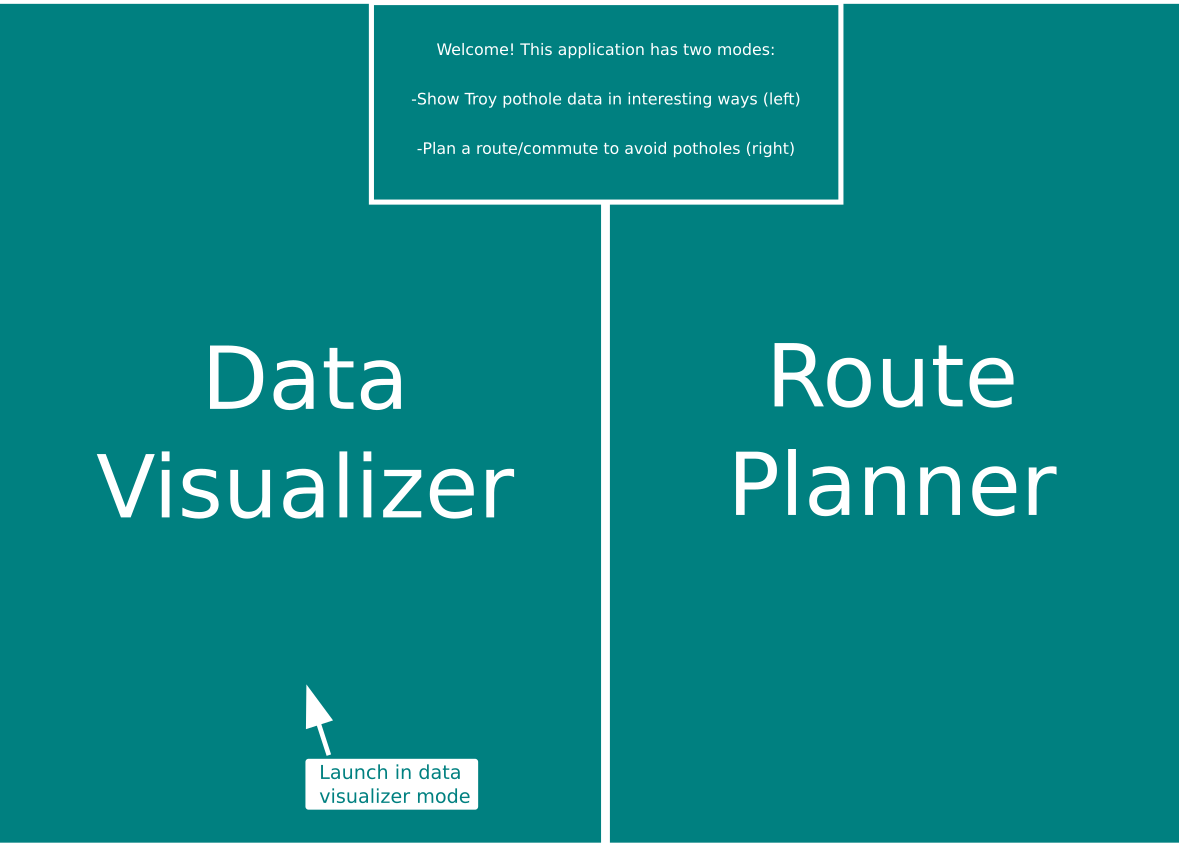 Welcome! This application has two modes:
-Show Troy pothole data in interesting ways (left)
-Plan a route/commute to avoid potholes (right)
Data
Visualizer
Route
Planner
Launch in data
visualizer mode